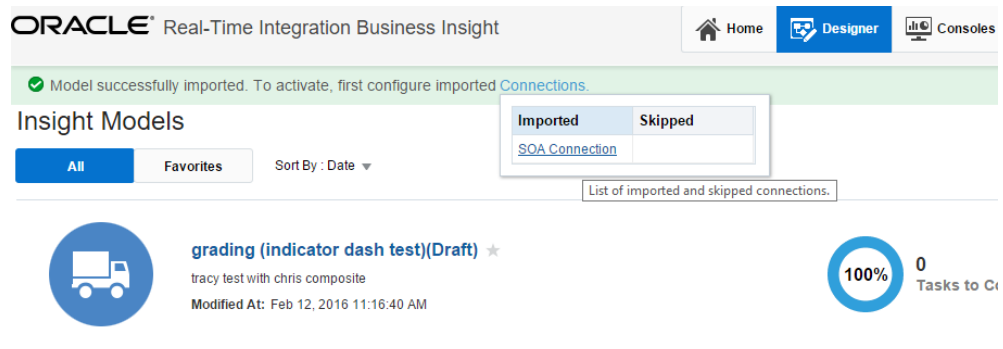 ORACLE® Real-Time Integration Business Insight
Home
Designer
Consoles
Model successfully imported. To activate, first configure imported Connections.
Insight Models
Imported Skipped
SOA Connection
All
Favorites
Sort By : Date
List of imported and skipped connections.
grading (indicator dash test)(Draft)
tracy test with chris composite
Modified At: Feb 12, 2016 11:16:40 AM
100%
0
Tasks to